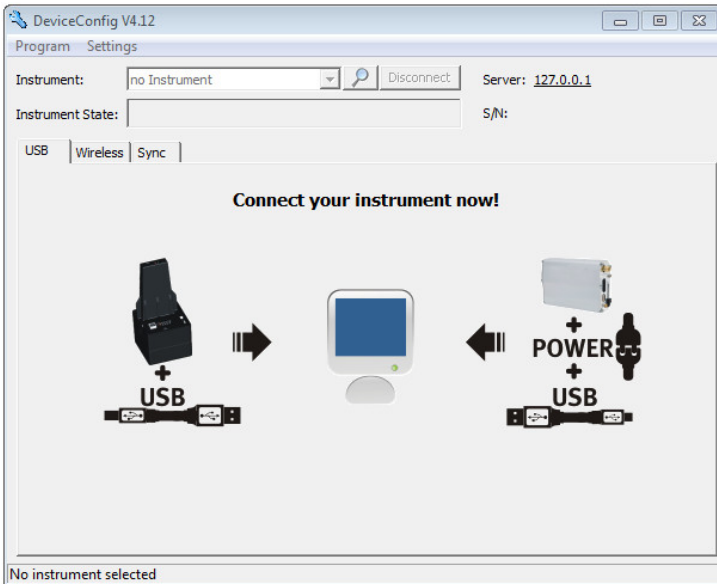 DeviceConfig V4.12
Program Settings
Instrument: no Instrument Disconnect Server: 127.0.0.1
Instrument State: S/N:
USB Wireless Sync
Connect your instrument now!
+
USB
+
POWER
+
USB
No instrument selected